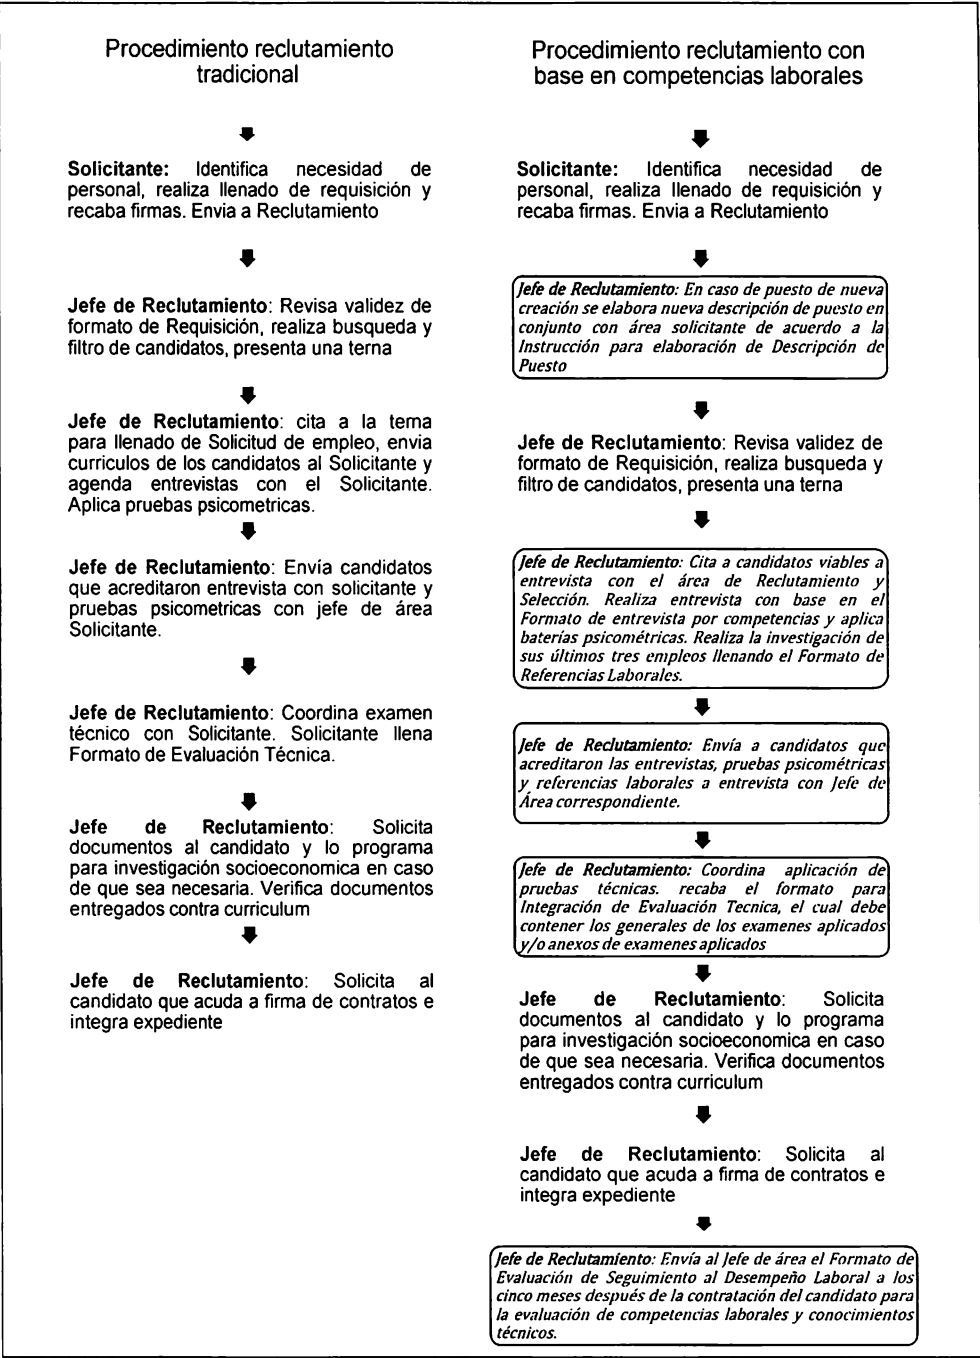 Procedimiento reclutamiento
tradicional
Solicitante: Identifica necesidad de
personal, realiza llenado de requisición y
recaba firmas. Envia a Reclutamiento
Jefe de Reclutamiento: Revisa validez de
formato de Requisición, realiza busqueda y
filtro de candidatos, presenta una terna
Jefe de Reclutamiento: cita a la terna
para llenado de Solicitud de empleo, envia
curriculos de los candidatos al Solicitante y
agenda entrevistas con el Solicitante.
Aplica pruebas psicometricas.
Jefe de Reclutamiento: Envía candidatos
que acreditaron entrevista con solicitante y
pruebas psicometricas con jefe de área
Solicitante.
Jefe de Reclutamiento: Coordina examen
técnico con Solicitante. Solicitante llena
Formato de Evaluación Técnica.
Jefe de Reclutamiento: Solicita
documentos al candidato y lo programa
para investigación socioeconomica en caso
de que sea necesaria. Verifica documentos
entregados contra curriculum
Jefe de Reclutamiento: Solicita al
candidato que acuda a firma de contratos e
integra expediente
Procedimiento reclutamiento con
base en competencias laborales
Solicitante: Identifica necesidad de
personal, realiza llenado de requisición y
recaba firmas. Envia a Reclutamiento
Jefe de Reclutamiento: En caso de puesto de nueva
creación se elabora nueva descripción de puesto en
conjunto con área solicitante de acuerdo a la
Instrucción para elaboración de Descripción de
Puesto
Jefe de Reclutamiento: Revisa validez de
formato de Requisición, realiza busqueda y
filtro de candidatos, presenta una terna
Jefe de Reclutamiento: Cita a candidatos viables a
entrevista con el área de Reclutamiento y
Selección. Realiza entrevista con base en el
Formato de entrevista por competencias y aplica
baterías psicométricas. Realiza la investigación de
sus últimos tres empleos llenando el Formato de
Referencias Laborales.
Jefe de Reclutamiento: Envía a candidatos que
acreditaron las entrevistas, pruebas psicométricas
y referencias laborales a entrevista con Jefe de
Área correspondiente.
Jefe de Reclutamiento: Coordina aplicación de
pruebas técnicas. recaba el formato para
Integración de Evaluación Tecnica, el cual debe
contener los generales de los examenes aplicados
y/o anexos de examenes aplicados
Jefe de Reclutamiento: Solicita
documentos al candidato y lo programa
para investigación socioeconomica en caso
de que sea necesaria. Verifica documentos
entregados contra curriculum
Jefe de Reclutamiento: Solicita al
candidato que acuda a firma de contratos e
integra expediente
Jefe de Reclutamiento: Envía al Jefe de área el Formato de
Evaluación de Seguimiento al Desempeño Laboral a los
cinco meses después de la contratación del candidato para
la evaluación de competencias laborales y conocimientos
técnicos.